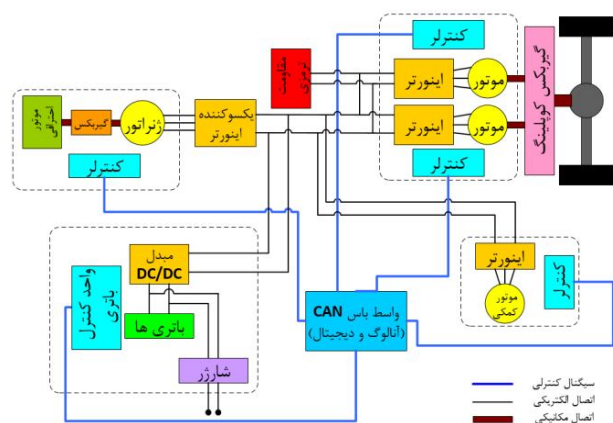 کنترلر
گیربکس کوپلینگ
موتور
اینورتر
مقاومت
ترمزی
موتور
اینورتر
کنترلر
یکسوکننده
اینورتر
ژنراتور
گیربکس
موتور
احتراقی
کنترلر
مبدل
DC/DC
واحد کنترل
باتری
باتری ها
شارژر
واسط باس CAN
(آنالوگ و دیجیتال)
اینورتر
موتور
کمکی
کنترلر
سیگنال کنترلی
اتصال الکتریکی
اتصال مکانیکی